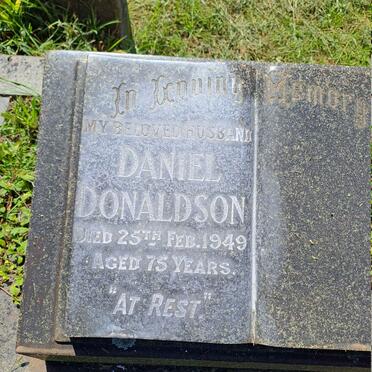 In Loving Memory
MY BELOVED HUSBAND
DANIEL
DONALDSON
DIED 25TH FEB. 1949
AGED 75 YEARS.
"AT REST."